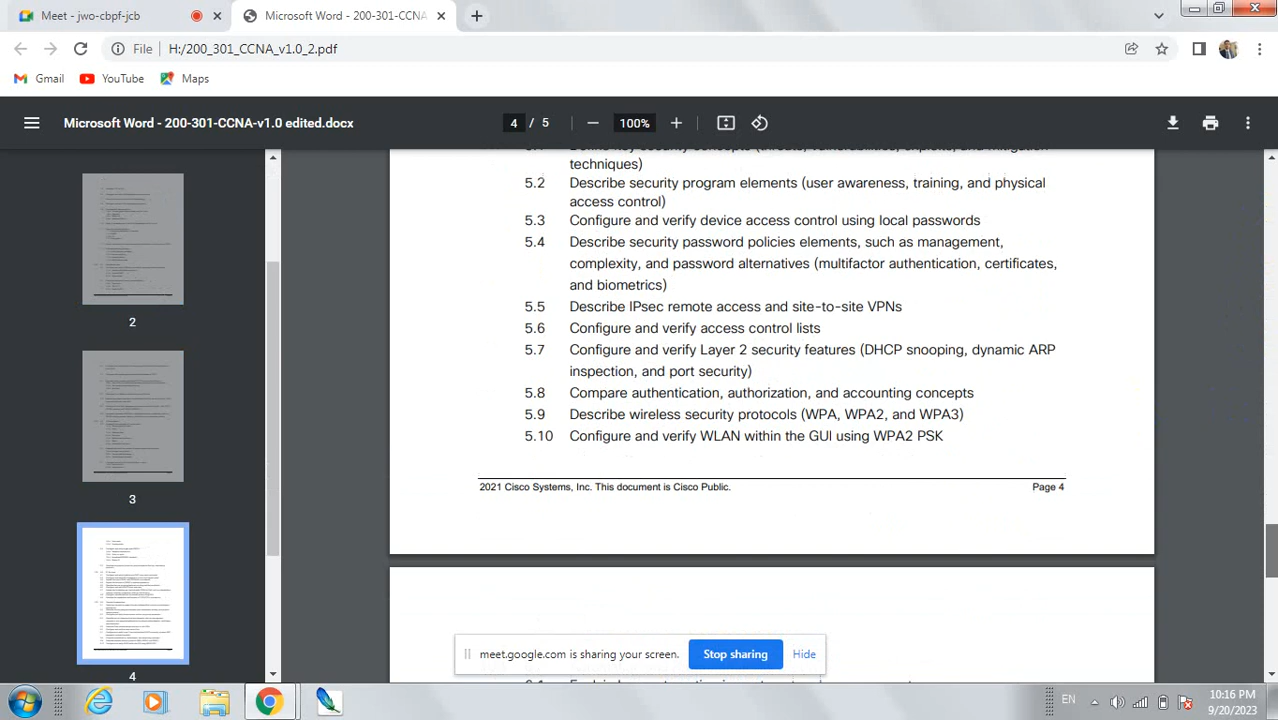 Meet - jwo-cbpf-jcb
Microsoft Word - 200-301-CCNA
File H:/200_301_CCNA_v1.0_2.pdf
Gmail YouTube Maps
Microsoft Word - 200-301-CCNA-v1.0 edited.docx
4 / 5
100%
techniques)
5.2 Describe security program elements (user awareness, training, and physical
access control)
5.3 Configure and verify device access control using local passwords
5.4 Describe security password policies elements, such as management,
complexity, and password alternatives (multifactor authentication, certificates,
and biometrics)
5.5 Describe IPsec remote access and site-to-site VPNs
5.6 Configure and verify access control lists
5.7 Configure and verify Layer 2 security features (DHCP snooping, dynamic ARP
inspection, and port security)
5.8 Compare authentication, authorization, and accounting concepts
5.9 Describe wireless security protocols (WPA, WPA2, and WPA3)
5.10 Configure and verify WLAN within the GUI using WPA2 PSK
2021 Cisco Systems, Inc. This document is Cisco Public. Page 4
2
3
4
meet.google.com is sharing your screen. Stop sharing Hide
EN
10:16 PM
9/20/2023